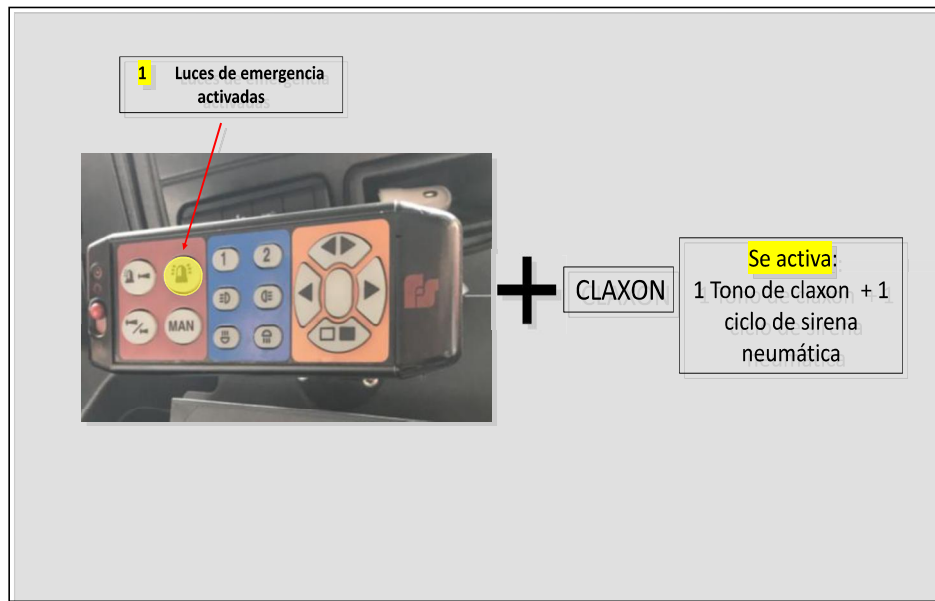 1 Luces de emergencia
activadas
1 2
MAN
CLAXON
Se activa:
1 Tono de claxon + 1
ciclo de sirena
neumática